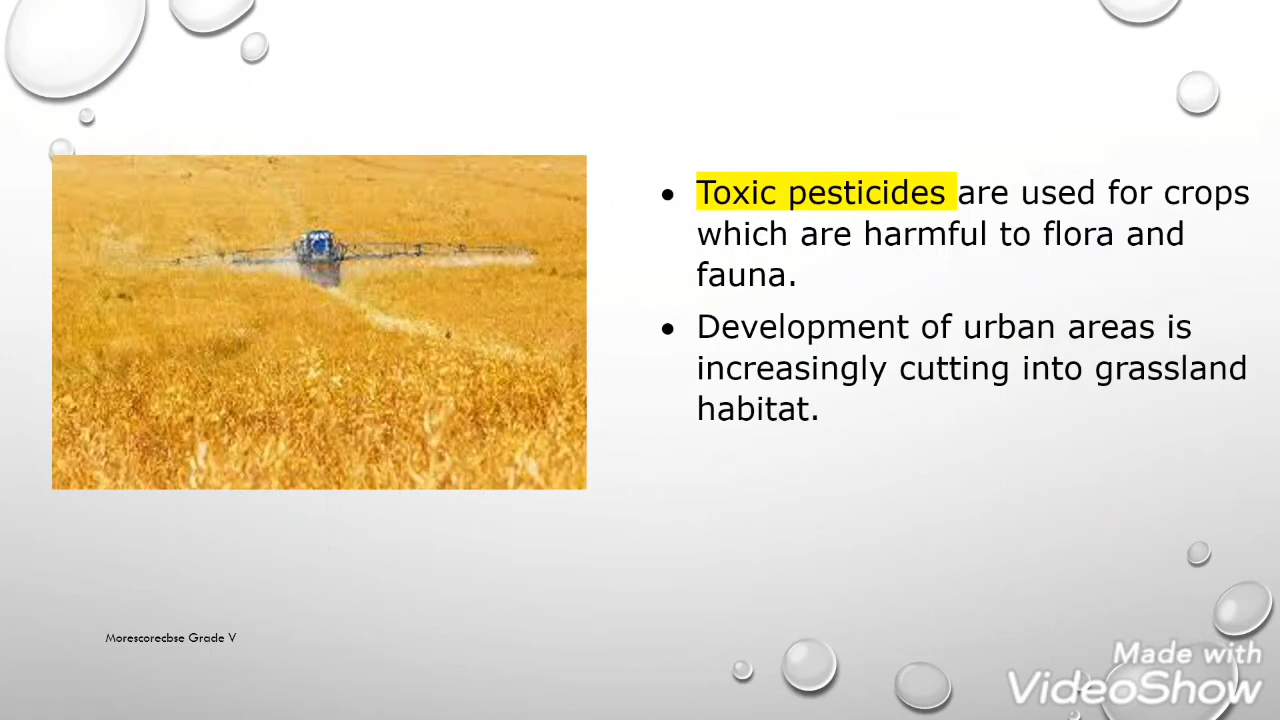 Toxic pesticides are used for crops
which are harmful to flora and
fauna.
Development of urban areas is
increasingly cutting into grassland
habitat.
Morescorecbse Grade V
Made with
VideoShow